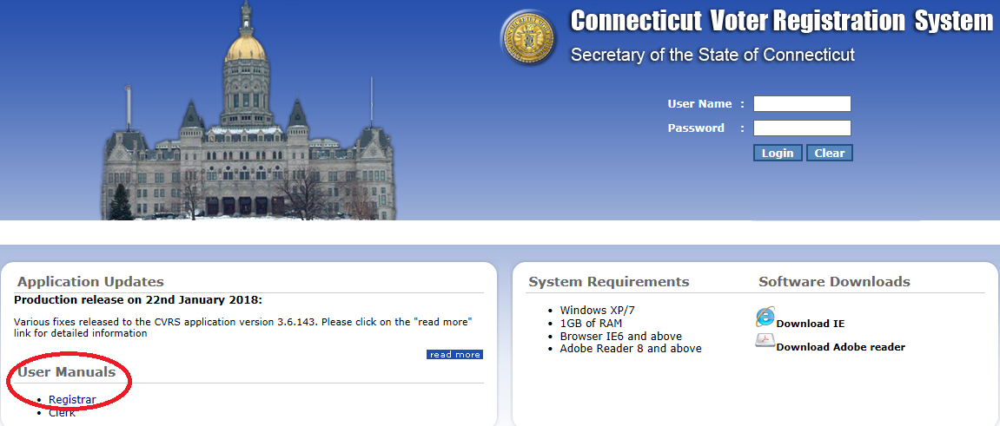 Connecticut Voter Registration System
Secretary of the State of Connecticut
User Name :
Password :
Login Clear
Application Updates
Production release on 22nd January 2018:
Various fixes released to the CVRS application version 3.6.143. Please click on the "read more"
link for detailed information
read more
User Manuals
• Registrar
• Clerk
System Requirements
• Windows XP/7
• 1GB of RAM
• Browser IE6 and above
• Adobe Reader 8 and above
Software Downloads
Download IE
Download Adobe reader